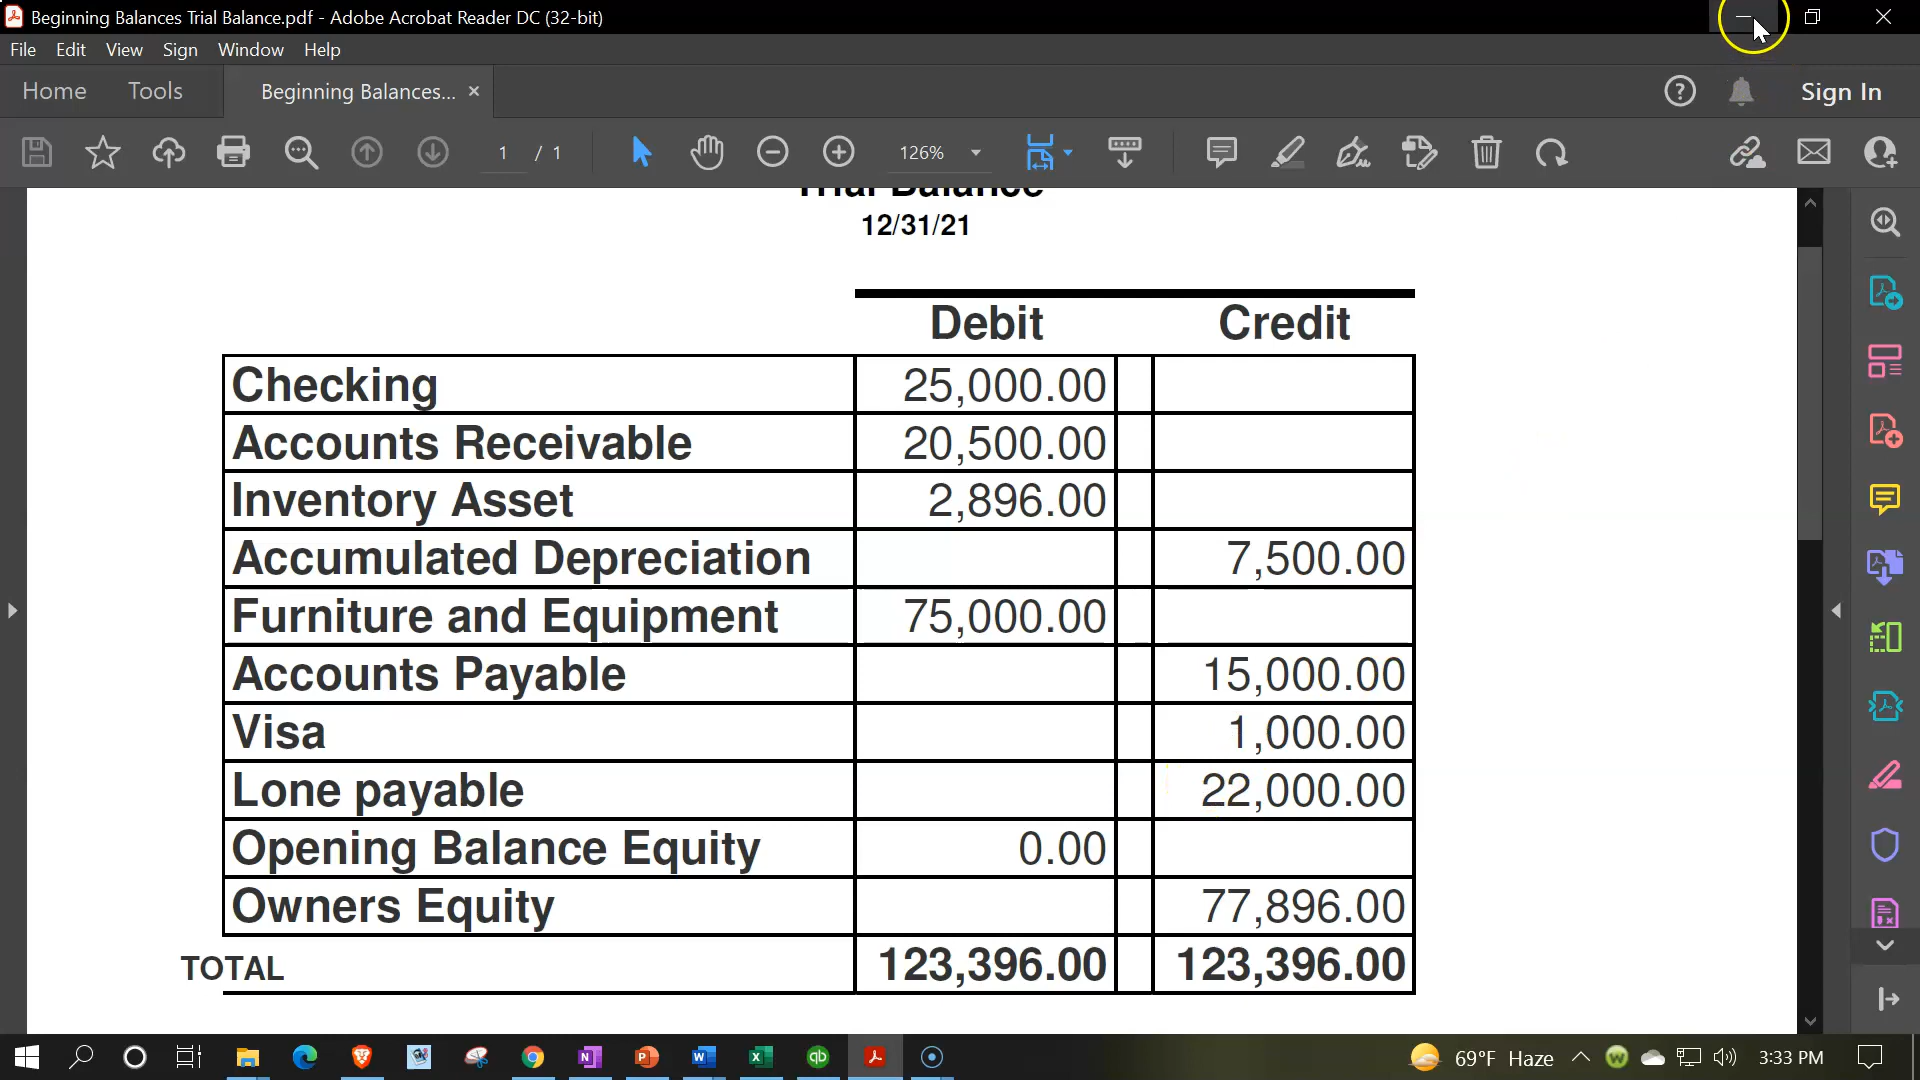 Beginning Balances Trial Balance.pdf - Adobe Acrobat Reader DC (32-bit)
File Edit View Sign Window Help
Home Tools Beginning Balances... × ? Sign In
1 / 1 126%
Trial Balance
12/31/21
Debit Credit
Checking 25,000.00
Accounts Receivable 20,500.00
Inventory Asset 2,896.00
Accumulated Depreciation 7,500.00
Furniture and Equipment 75,000.00
Accounts Payable 15,000.00
Visa 1,000.00
Lone payable 22,000.00
Opening Balance Equity 0.00
Owners Equity 77,896.00
TOTAL 123,396.00 123,396.00
69°F Haze 3:33 PM